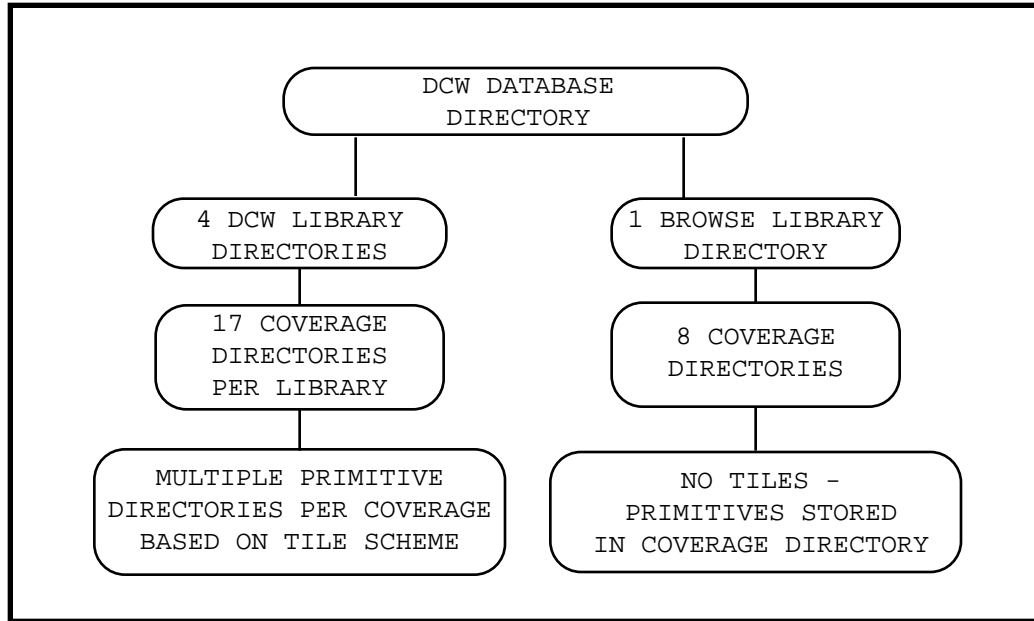 DCW DATABASE
DIRECTORY
4 DCW LIBRARY
DIRECTORIES
1 BROWSE LIBRARY
DIRECTORY
17 COVERAGE
DIRECTORIES
PER LIBRARY
8 COVERAGE
DIRECTORIES
MULTIPLE PRIMITIVE
DIRECTORIES PER COVERAGE
BASED ON TILE SCHEME
NO TILES -
PRIMITIVES STORED
IN COVERAGE DIRECTORY